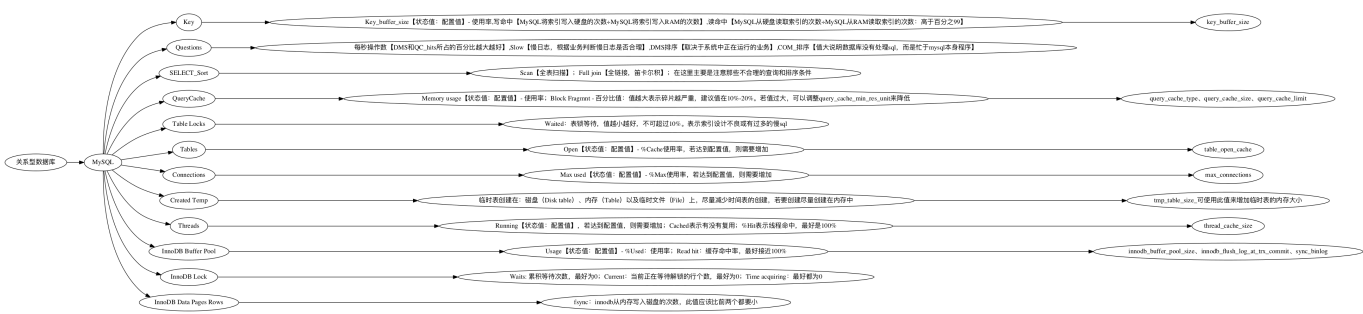 关系型数据库
MySQL
Key
Key_buffer_size【状态值：配置值】- 使用率,写命中【MySQL将索引写入硬盘的次数+MySQL将索引写入RAM的次数】,读命中【MySQL从硬盘读取索引的次数+MySQL从RAM读取索引的次数：高于百分之99】
key_buffer_size
Questions
每秒操作数【DMS和QC_hits所占的百分比越大越好】,Slow【慢日志，根据业务判断慢日志是否合理】,DMS排序【取决于系统中正在运行的业务】,COM_排序【值大说明数据库没有处理sql，而是忙于mysql本身程序】
SELECT_Sort
Scan【全表扫描】；Full join【全链接，笛卡尔积】；在这里主要是注意那些不合理的查询和排序条件
QueryCache
Memory usage【状态值：配置值】- 使用率；Block Fragmnt - 百分比值：值越大表示碎片越严重，建议值在10%-20%。若值过大，可以调整query_cache_min_res_unit来降低
query_cache_type、query_cache_size、query_cache_limit
Table Locks
Waited：表锁等待，值越小越好，不可超过10%。表示索引设计不良或有过多的慢sql
Tables
Open【状态值：配置值】- %Cache使用率，若达到配置值，则需要增加
table_open_cache
Connections
Max used【状态值：配置值】- %Max使用率，若达到配置值，则需要增加
max_connections
Created Temp
临时表创建在：磁盘（Disk table），内存（Table）以及临时文件（File）上，尽量减少时间表的创建，若要创建尽量创建在内存中
tmp_table_size_可使用此值来增加临时表的内存大小
Threads
Running【状态值：配置值】，若达到配置值，则需要增加；Cached表示有没有复用；%Hit表示线程命中，最好是100%
thread_cache_size
InnoDB Buffer Pool
Usage【状态值：配置值】- %Used：使用率；Read hit：缓存命中率，最好接近100%
innodb_buffer_pool_size、innodb_flush_log_at_trx_commit、sync_binlog
InnoDB Lock
Waits: 累积等待次数，最好为0；Current：当前正在等待解锁的行个数，最好为0；Time acquiring：最好都为0
InnoDB Data Pages Rows
fsync：innodb从内存写入磁盘的次数，此值应该比前两个都要小